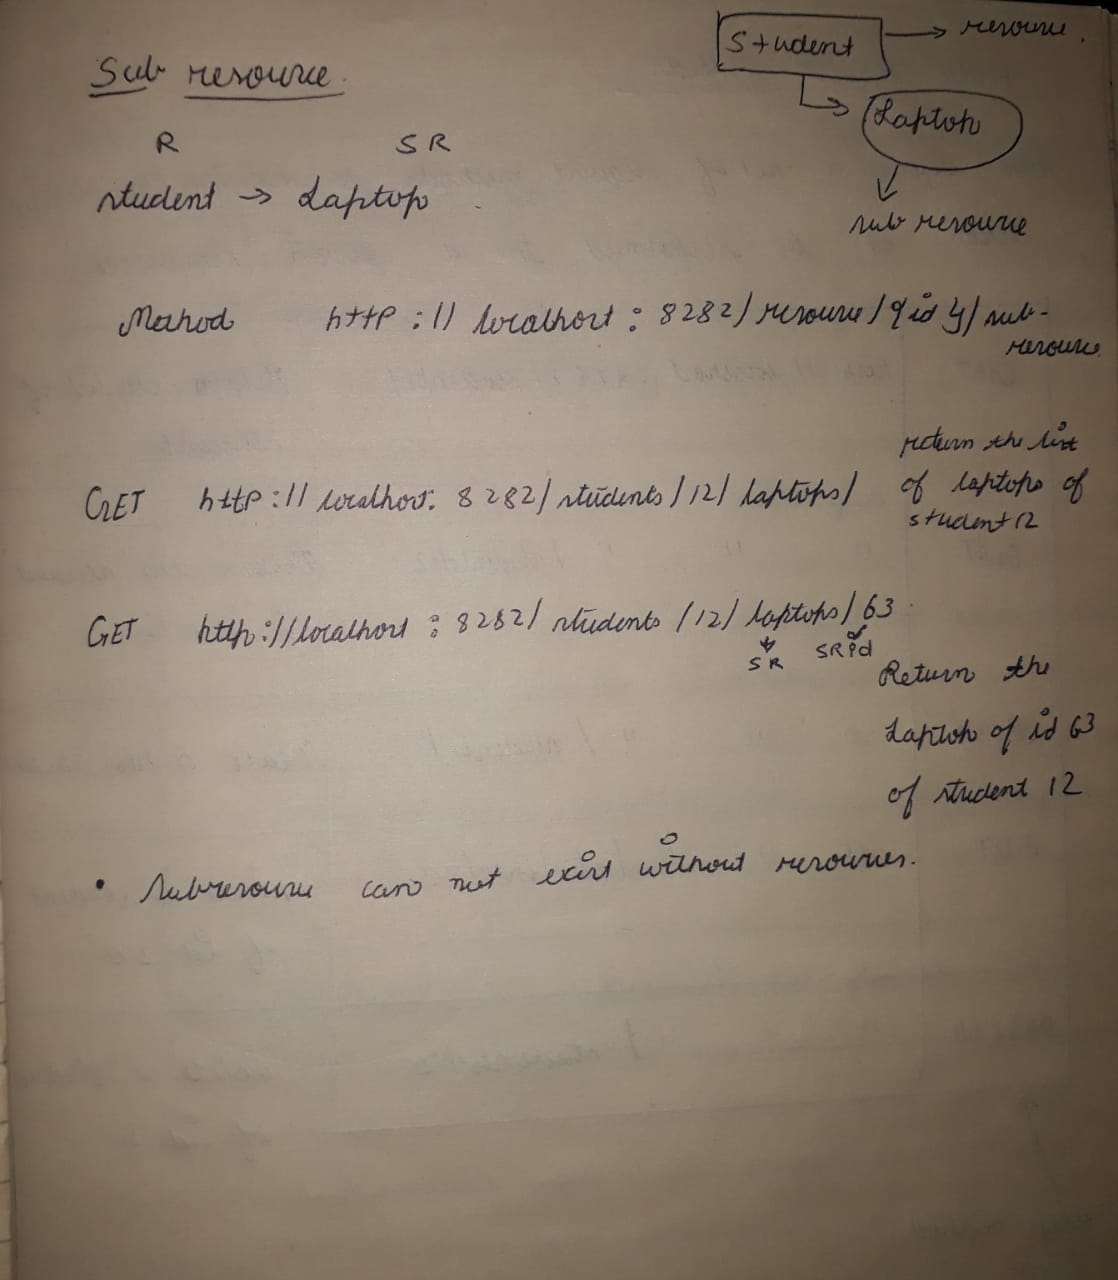 Sub resource.
Student → resource.
Laptop
sub resource
R SR
student → Laptop.
Method http://localhost:8282/resource/{id}/sub-
resource.
return the list
GET http://localhost:8282/students/12/laptops/ of laptops of
student 12
GET http://localhost:8282/students/12/laptops/63.
SR SR id
Return the
Laptop of id 63
of student 12
• Subresource can not exist without resources.